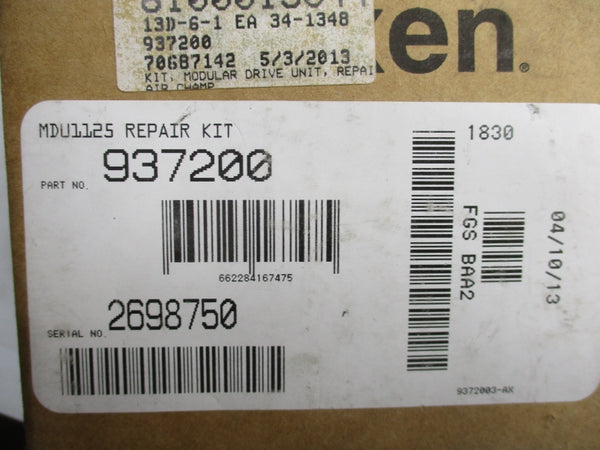 13D-6-1 EA 34-1348
937200
70687142 5/3/2013
KIT, MODULAR DRIVE UNIT, REPAI
AIR CHAMP
ken®
MDU1125 REPAIR KIT
PART NO. 937200
662284167475
SERIAL NO. 2698750
1830
FGS BAA2
04/10/13
9372003-AX